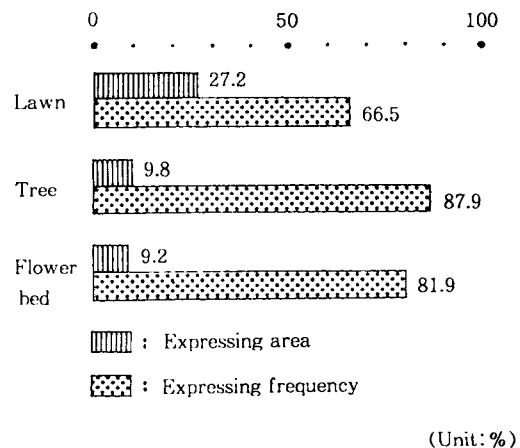 0 50 100
27.2
Lawn
66.5
9.8
Tree
87.9
9.2
Flower
bed
81.9
: Expressing area
: Expressing frequency
(Unit: %)